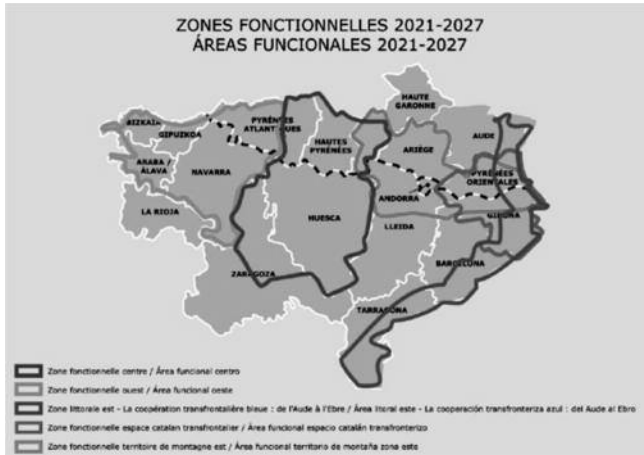 ZONES FONCTIONNELLES 2021-2027
ÁREAS FUNCIONALES 2021-2027
HAUTE
GARONNE
BIZKAIA
GIPUZKOA
PYRÉNÉES
ATLANTIQUES
HAUTES
PYRÉNÉES
ARIÈGE
AUDE
ARABA /
ÁLAVA
NAVARRA
PYRÉNÉES
ORIENTALES
ANDORRA
LA RIOJA
HUESCA
LLEIDA
GIRONA
ZARAGOZA
BARCELONA
TARRAGONA
Zone fonctionnelle centre / Área funcional centro
Zone fonctionnelle ouest / Área funcional oeste
Zone littorale est - La coopération transfrontalière bleue : de l'Aude à l'Ebre / Área litoral este - La cooperación transfronteriza azul : del Aude al Ebro
Zone fonctionnelle espace catalan transfrontalier / Área funcional espacio catalán transfronterizo
Zone fonctionnelle territoire de montagne est / Área funcional territorio de montaña zona este